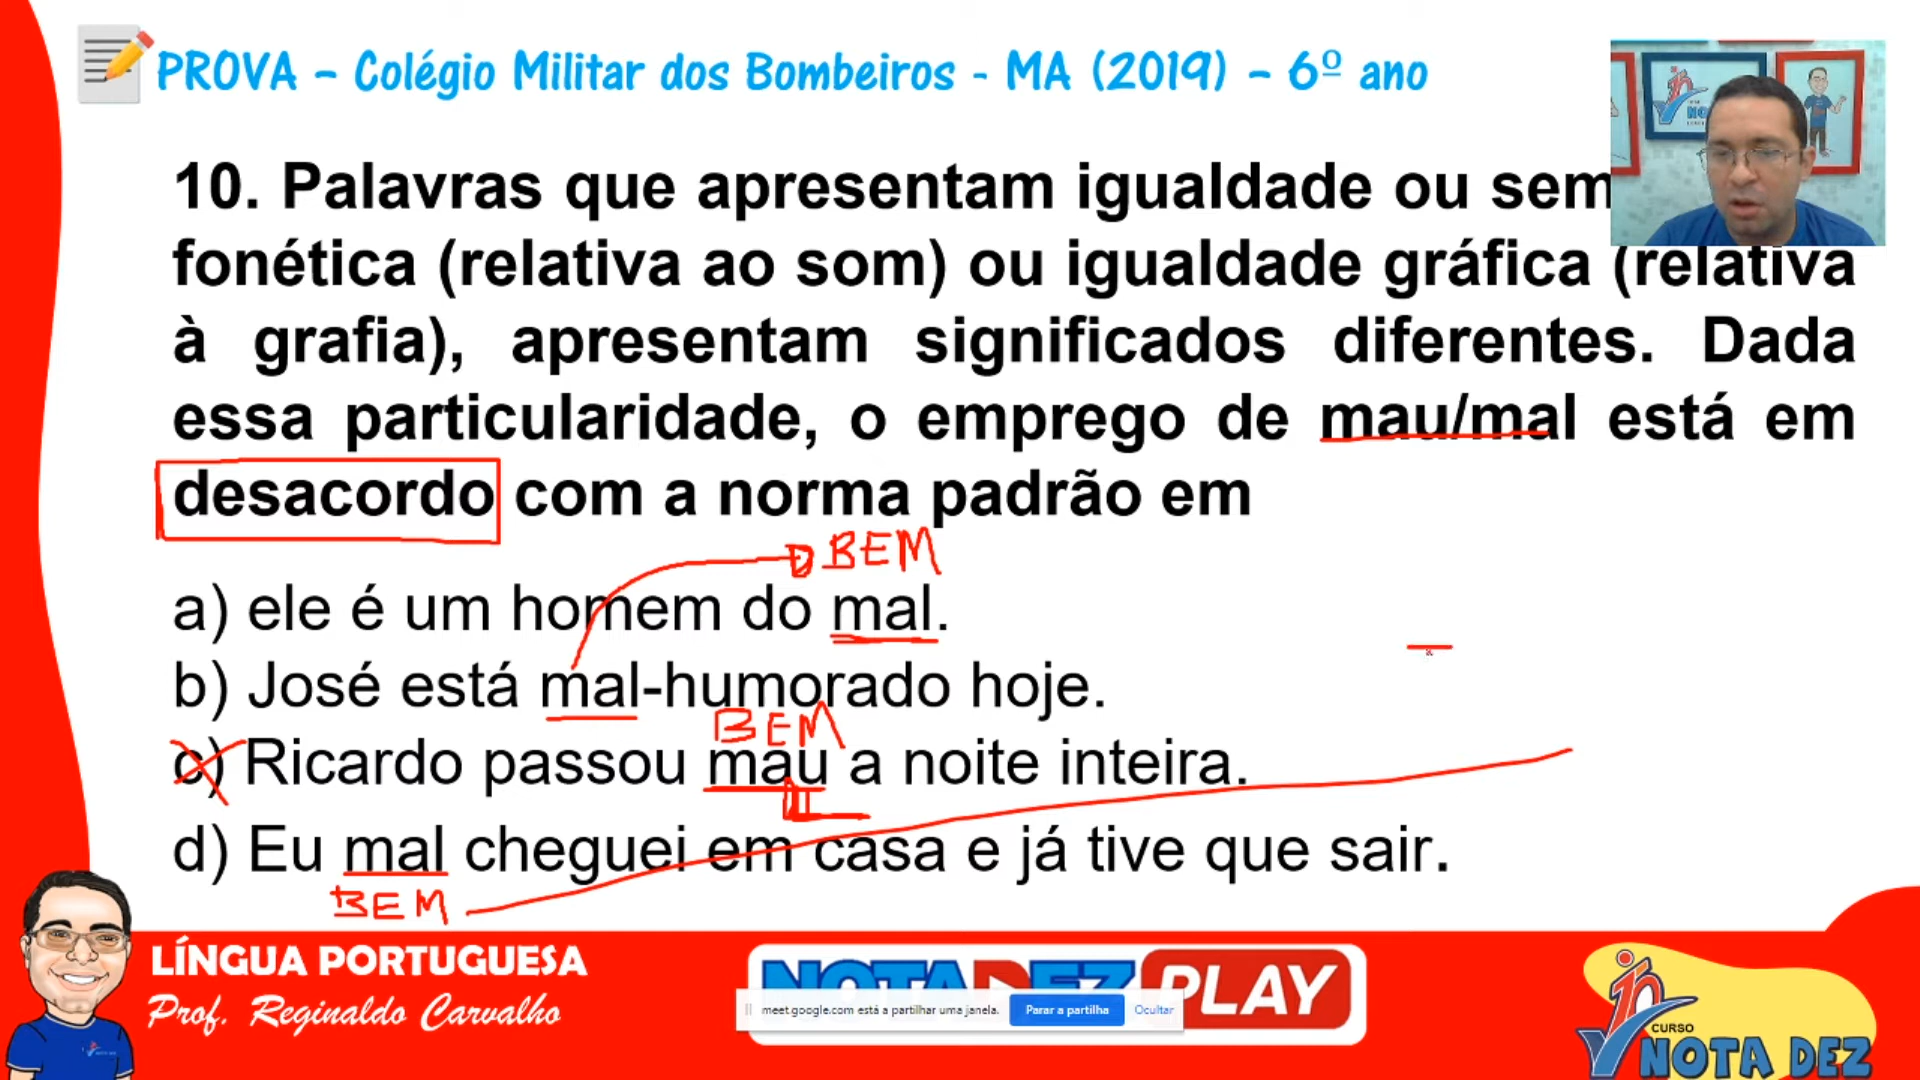 PROVA – Colégio Militar dos Bombeiros - MA (2019) – 6º ano
10. Palavras que apresentam igualdade ou sem
fonética (relativa ao som) ou igualdade gráfica (relativa
à grafia), apresentam significados diferentes. Dada
essa particularidade, o emprego de mau/mal está em
desacordo com a norma padrão em
BEM
a) ele é um homem do mal.
b) José está mal-humorado hoje.
BEM
c) Ricardo passou mau a noite inteira.
L
d) Eu mal cheguei em casa e já tive que sair.
BEM
LÍNGUA PORTUGUESA
Prof. Reginaldo Carvalho
NOTA DEZ PLAY
meet.google.com está a partilhar uma janela. Parar a partilha Ocultar
CURSO
NOTA DEZ